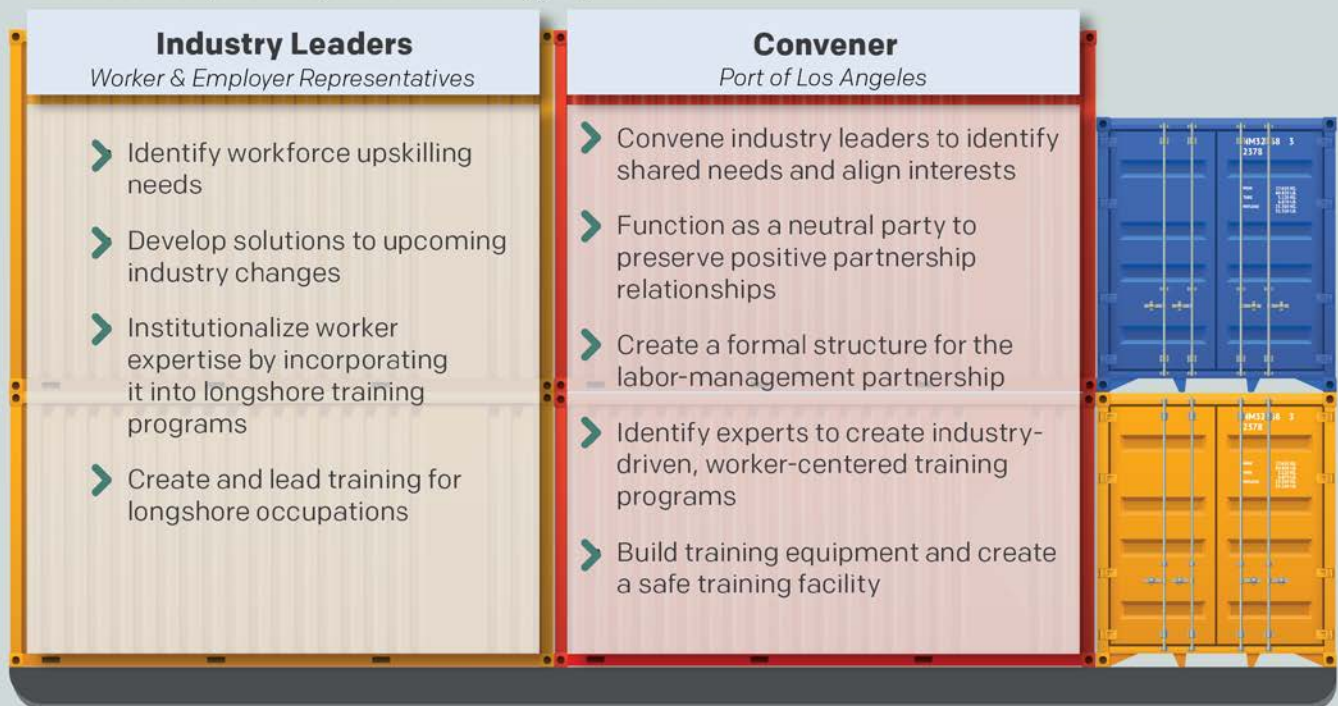 Industry Leaders
Worker & Employer Representatives
Identify workforce upskilling
needs
Develop solutions to upcoming
industry changes
Institutionalize worker
expertise by incorporating
it into longshore training
programs
Create and lead training for
longshore occupations
Convener
Port of Los Angeles
Convene industry leaders to identify
shared needs and align interests
Function as a neutral party to
preserve positive partnership
relationships
Create a formal structure for the
labor-management partnership
Identify experts to create industry-
driven, worker-centered training
programs
Build training equipment and create
a safe training facility
2378
2378